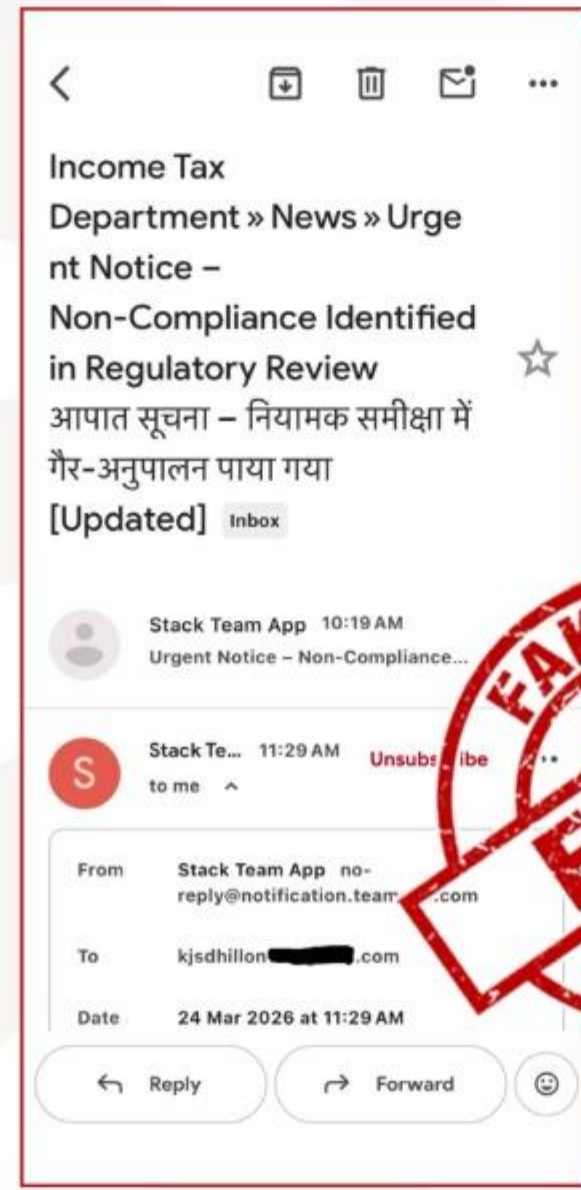 Income Tax
Department » News » Urge
nt Notice –
Non-Compliance Identified
in Regulatory Review
आपात सूचना – नियामक समीक्षा में
गैर-अनुपालन पाया गया
[Updated] Inbox
Stack Team App 10:19 AM
Urgent Notice – Non-Compliance...
Stack Te... 11:29 AM
to me
From Stack Team App no-
reply@notification.team
.com
To kjsdhillon
.com
Date 24 Mar 2026 at 11:29 AM
Reply Forward